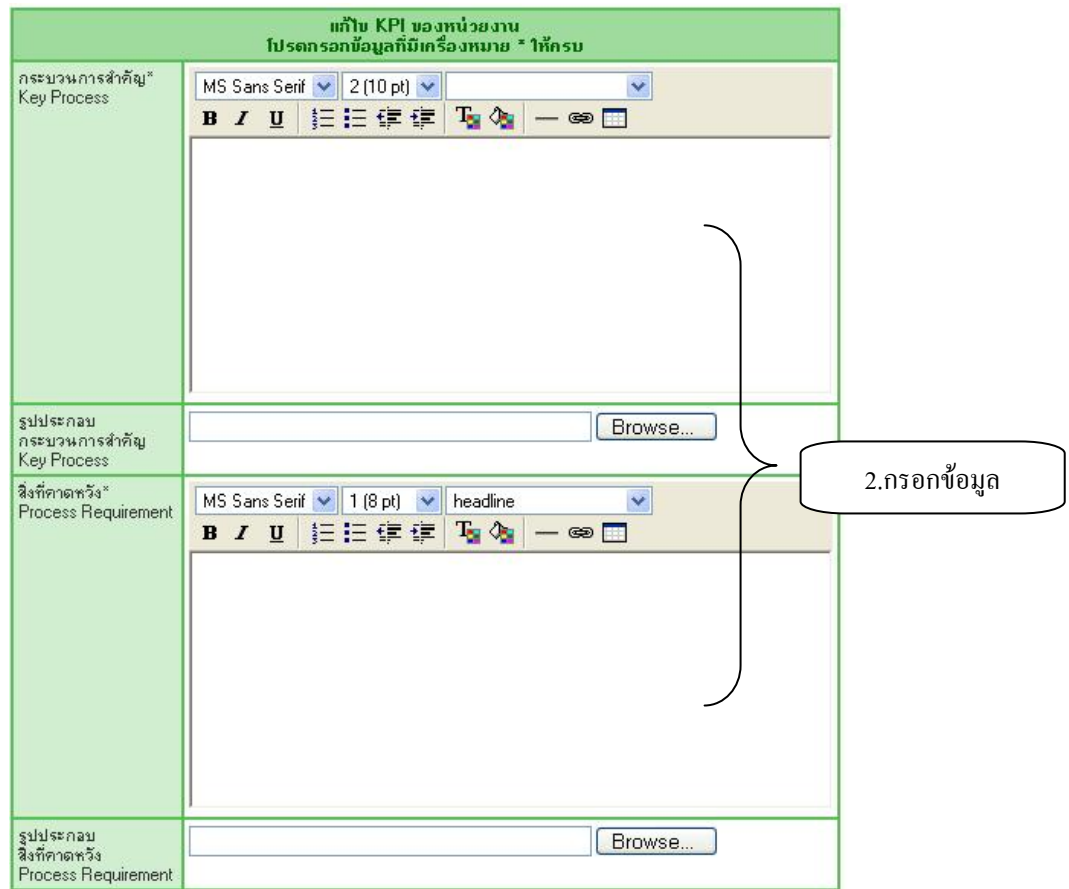 แก้ไข KPI ของหน่วยงาน
โปรดกรอกข้อมูลที่มีเครื่องหมาย * ให้ครบ
กระบวนการสำคัญ*
Key Process
MS Sans Serif 2 (10 pt)
B I U
รูปประกอบ
กระบวนการสำคัญ
Key Process
Browse...
สิ่งที่คาดหวัง*
Process Requirement
MS Sans Serif 1 (8 pt) headline
B I U
2.กรอกข้อมูล
รูปประกอบ
สิ่งที่คาดหวัง
Process Requirement
Browse...